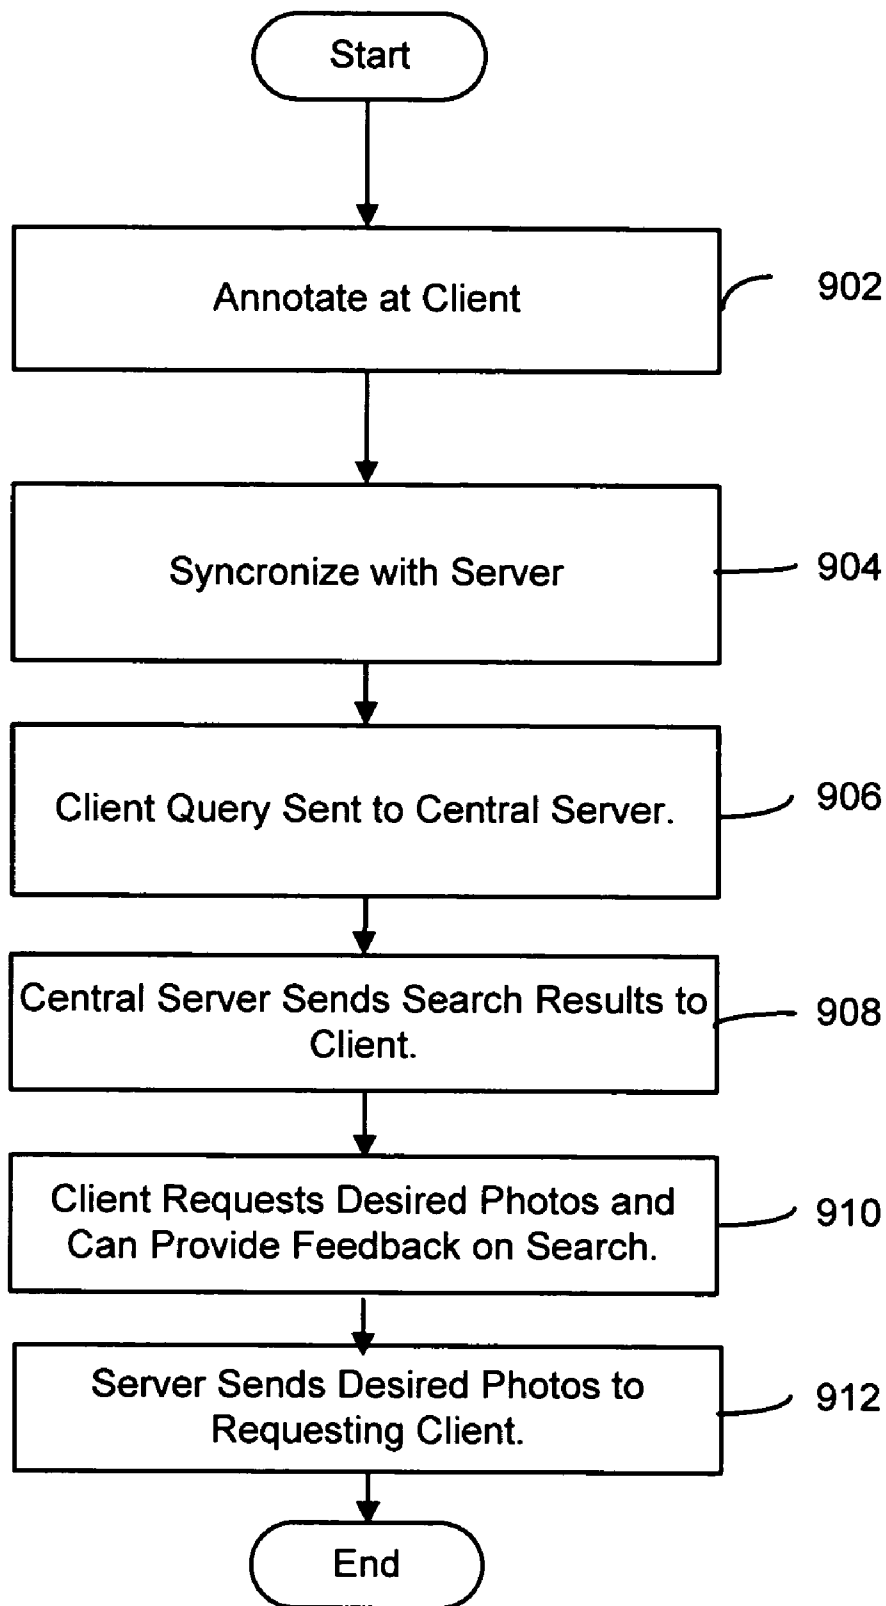 Start
Annotate at Client
902
Syncronize with Server
904
Client Query Sent to Central Server.
906
Central Server Sends Search Results to
Client.
908
Client Requests Desired Photos and
Can Provide Feedback on Search.
910
Server Sends Desired Photos to
Requesting Client.
912
End